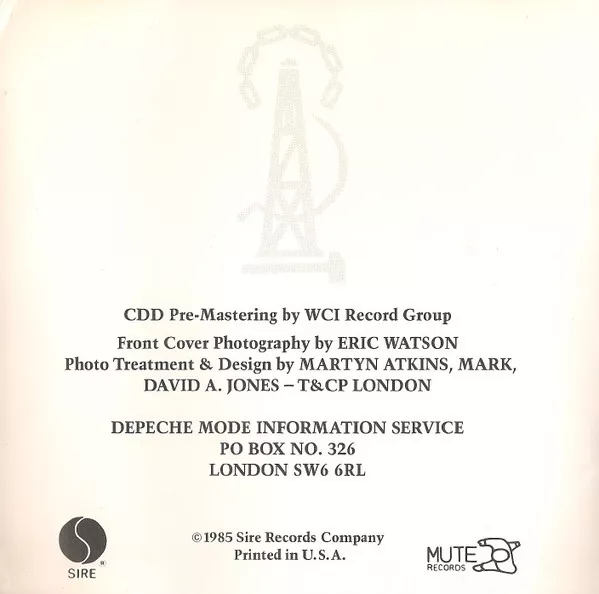 CDD Pre-Mastering by WCI Record Group
Front Cover Photography by ERIC WATSON
Photo Treatment & Design by MARTYN ATKINS, MARK,
DAVID A. JONES – T&CP LONDON
DEPECHE MODE INFORMATION SERVICE
PO BOX NO. 326
LONDON SW6 6RL
©1985 Sire Records Company
Printed in U.S.A.
SIRE ®
MUTE
RECORDS